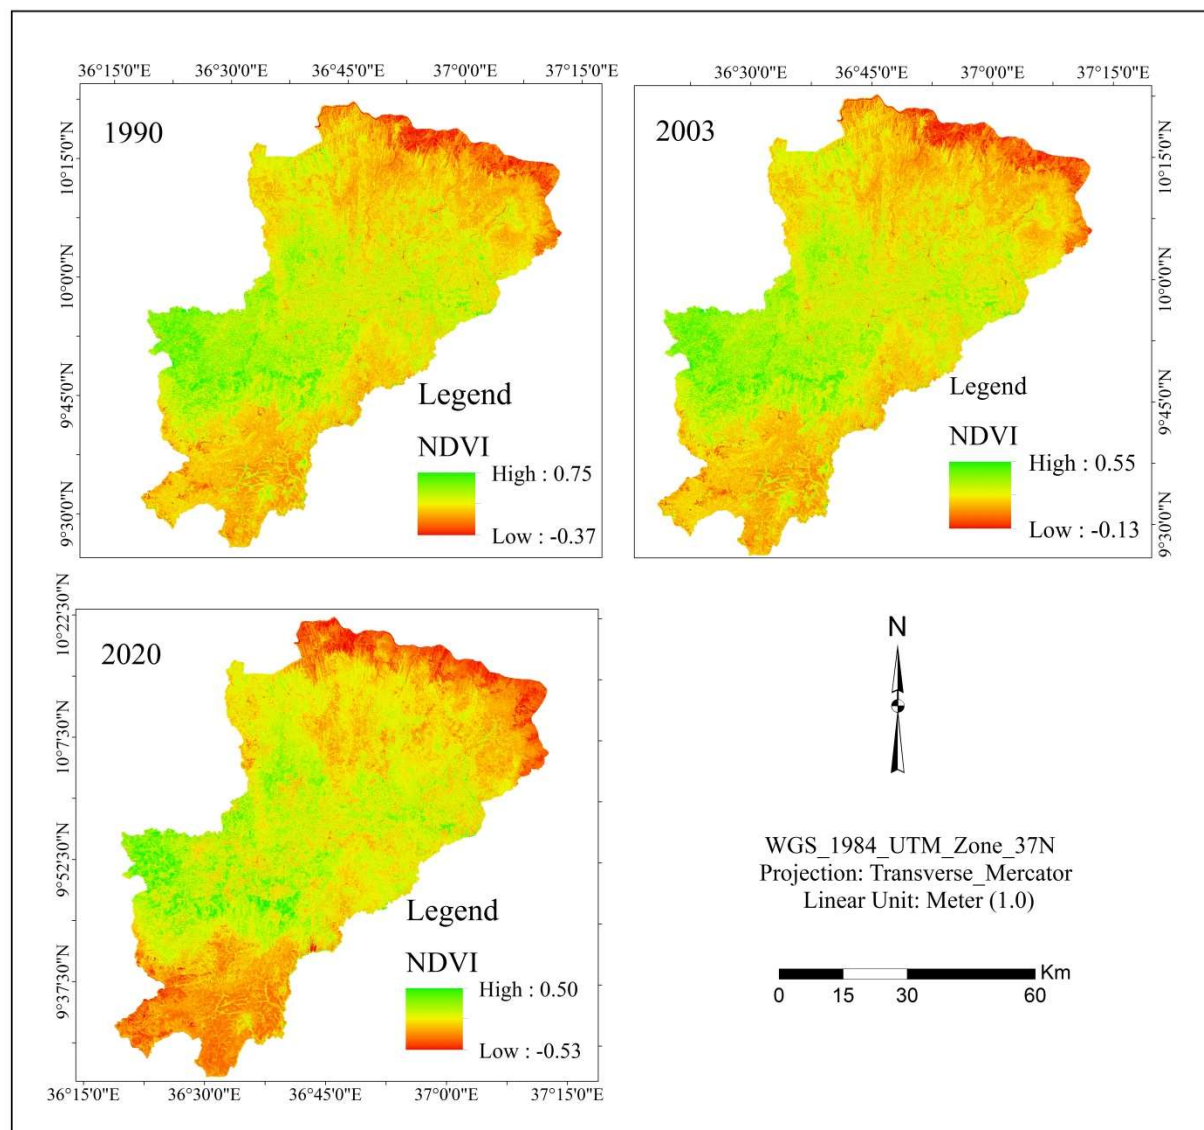 36°15'0"E 36°30'0"E 36°45'0"E 37°0'0"E 37°15'0"E
1990
10°15'0"N
10°0'0"N
9°45'0"N
9°30'0"N
Legend
NDVI
High : 0.75
Low : -0.37
36°30'0"E 36°45'0"E 37°0'0"E 37°15'0"E
2003
10°15'0"N
10°0'0"N
9°45'0"N
9°30'0"N
Legend
NDVI
High : 0.55
Low : -0.13
2020
10°22'30"N
10°7'30"N
9°52'30"N
9°37'30"N
Legend
NDVI
High : 0.50
Low : -0.53
36°15'0"E 36°30'0"E 36°45'0"E 37°0'0"E 37°15'0"E
N
WGS_1984_UTM_Zone_37N
Projection: Transverse_Mercator
Linear Unit: Meter (1.0)
Km
0 15 30 60